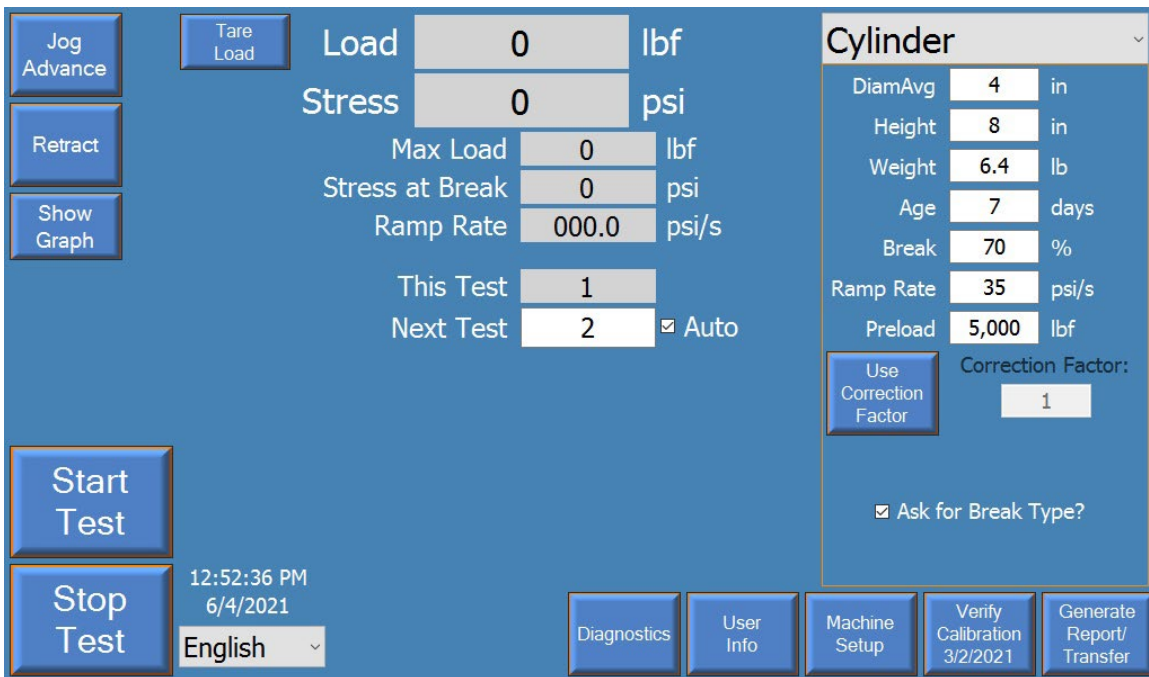 Jog
Advance
Tare
Load
Load 0 lbf
Stress 0 psi
Retract
Max Load 0 lbf
Stress at Break 0 psi
Ramp Rate 000.0 psi/s
Show
Graph
This Test 1
Next Test 2 Auto
Cylinder
DiamAvg 4 in
Height 8 in
Weight 6.4 lb
Age 7 days
Break 70 %
Ramp Rate 35 psi/s
Preload 5,000 lbf
Use
Correction
Factor
Correction Factor:
1
Ask for Break Type?
Start
Test
Stop
Test
12:52:36 PM
6/4/2021
English
Diagnostics
User
Info
Machine
Setup
Verify
Calibration
3/2/2021
Generate
Report/
Transfer